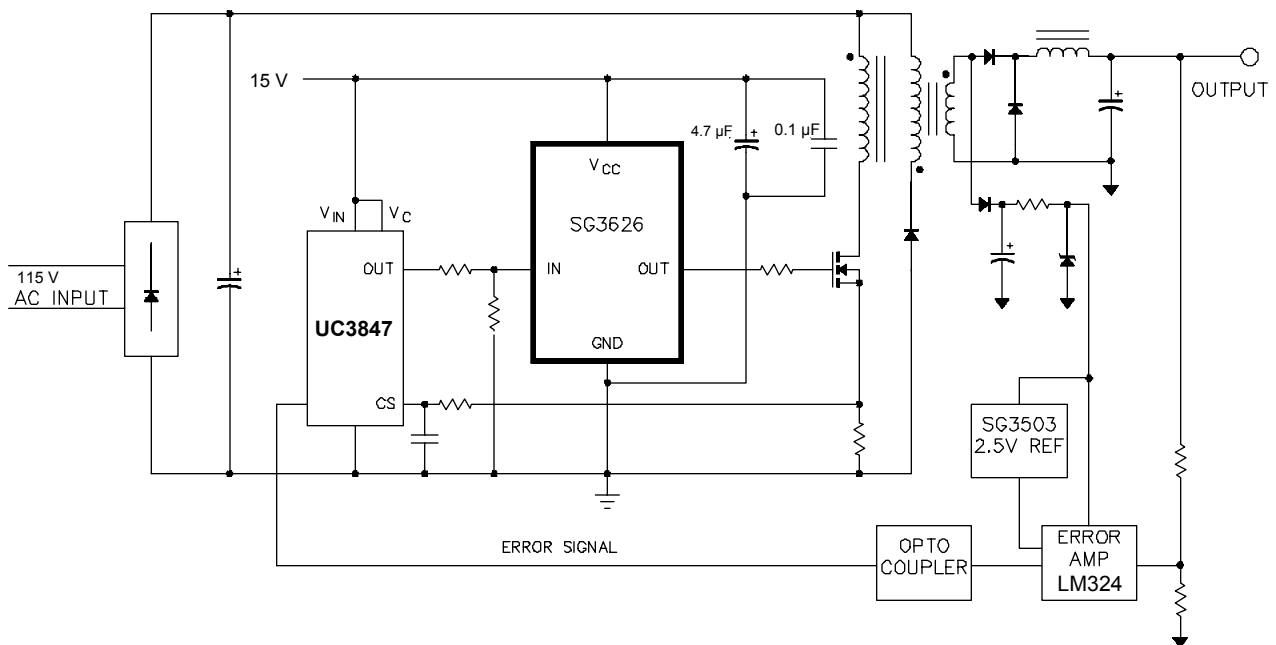 15 V
4.7 µF
0.1 µF
OUTPUT
VCC
SG3626
VIN
VC
OUT
IN
OUT
115 V
AC INPUT
UC3847
GND
CS
SG3503
2.5V REF
ERROR SIGNAL
OPTO
COUPLER
ERROR
AMP
LM324